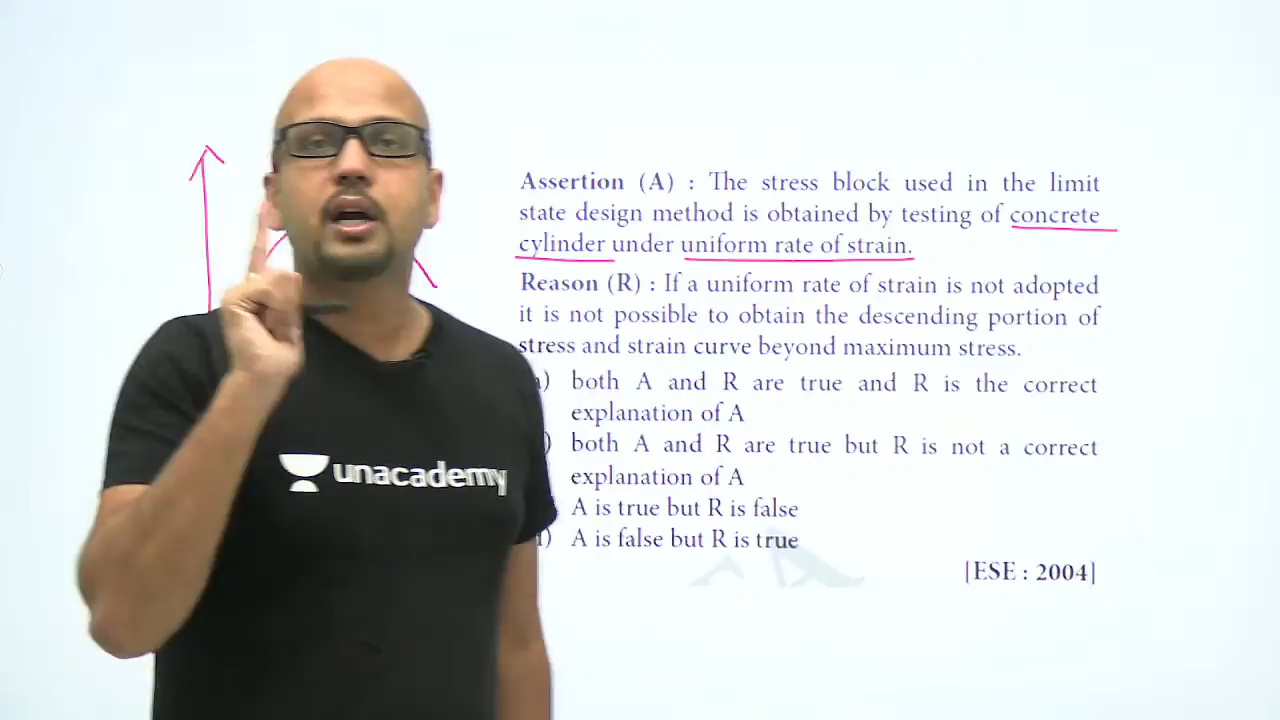 Assertion (A) : The stress block used in the limit
state design method is obtained by testing of concrete
cylinder under uniform rate of strain.
Reason (R) : If a uniform rate of strain is not adopted
it is not possible to obtain the descending portion of
stress and strain curve beyond maximum stress.
) both A and R are true and R is the correct
explanation of A
) both A and R are true but R is not a correct
explanation of A
A is true but R is false
) A is false but R is true
[ESE : 2004]
unacademy